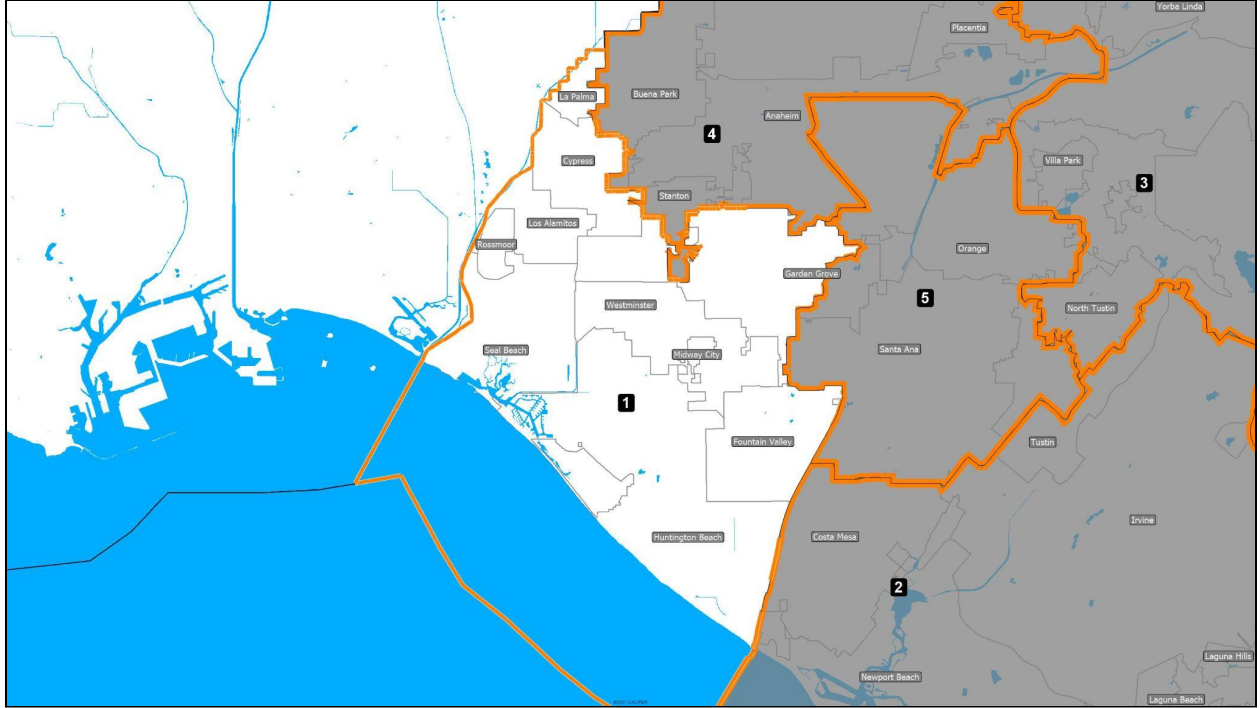 Yorba Linda
Placentia
La Palma
Buena Park
Anaheim
4
Cypress
Villa Park
3
Stanton
Los Alamitos
Rossmoor
Orange
Garden Grove
5
Westminster
North Tustin
Seal Beach
Midway City
Santa Ana
1
Fountain Valley
Tustin
Irvine
Huntington Beach
Costa Mesa
2
Laguna Hills
Newport Beach
Laguna Beach